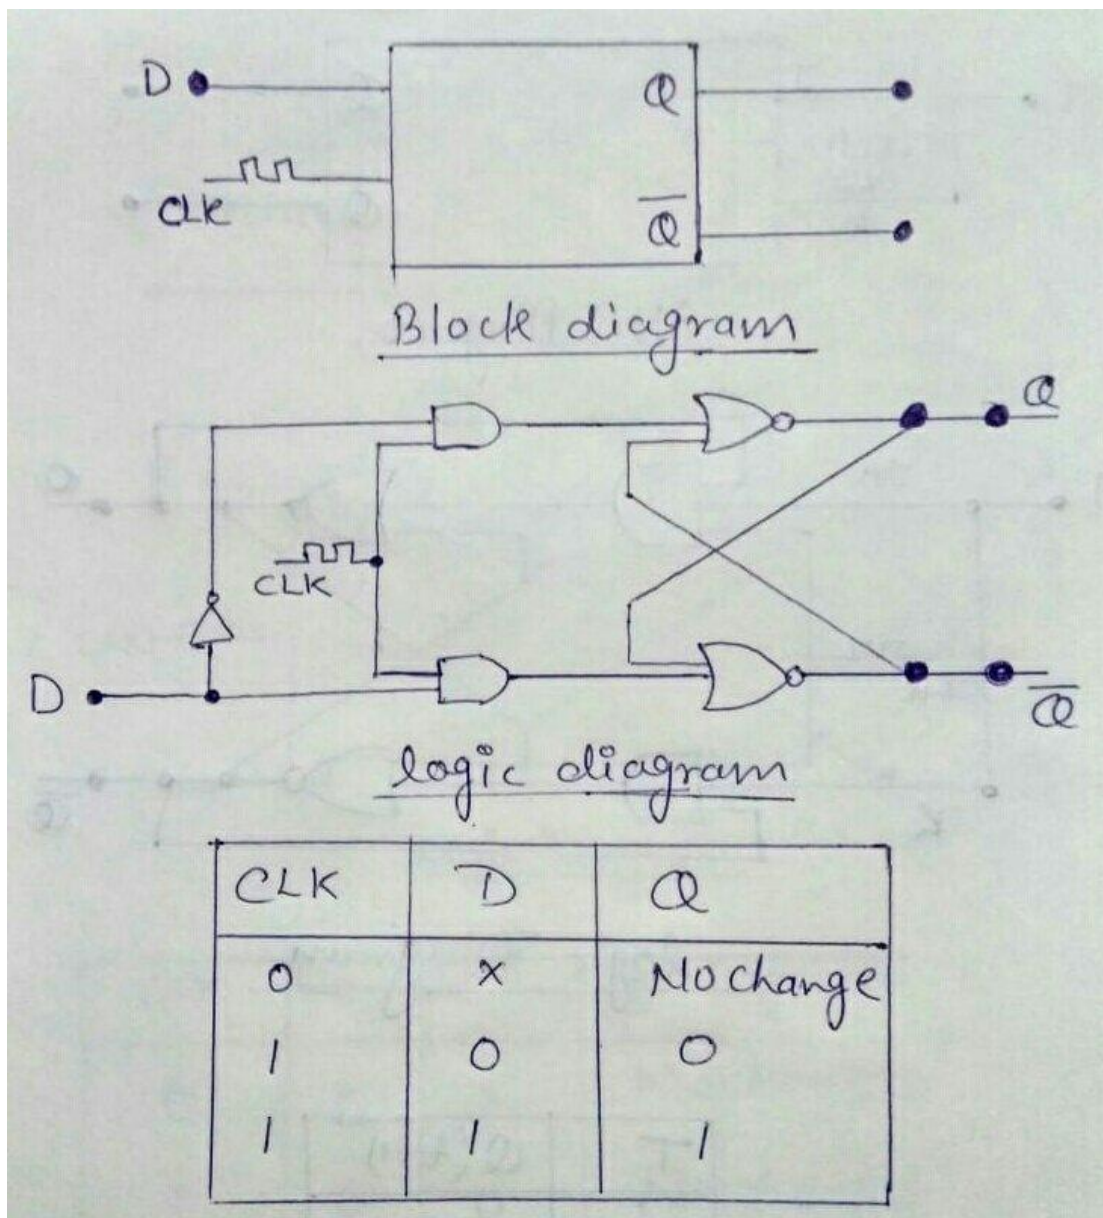 D
Q
CLK
Q̅
Block diagram
Q
CLK
D
Q̅
logic diagram
CLK D Q
0 x No change
1 0 0
1 1 1